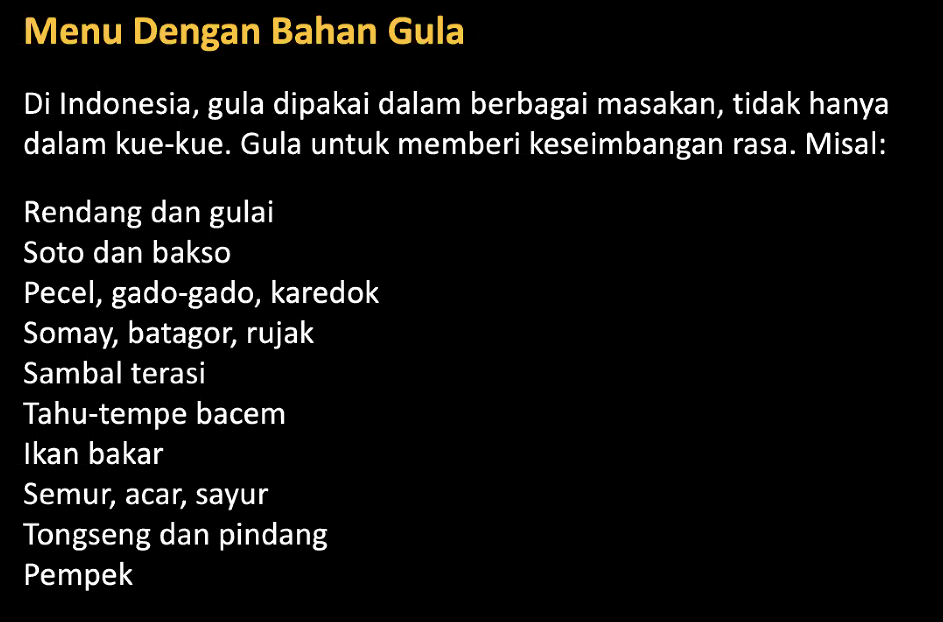 Menu Dengan Bahan Gula
Di Indonesia, gula dipakai dalam berbagai masakan, tidak hanya
dalam kue-kue. Gula untuk memberi keseimbangan rasa. Misal:
Rendang dan gulai
Soto dan bakso
Pecel, gado-gado, karedok
Somay, batagor, rujak
Sambal terasi
Tahu-tempe bacem
Ikan bakar
Semur, acar, sayur
Tongseng dan pindang
Pempek